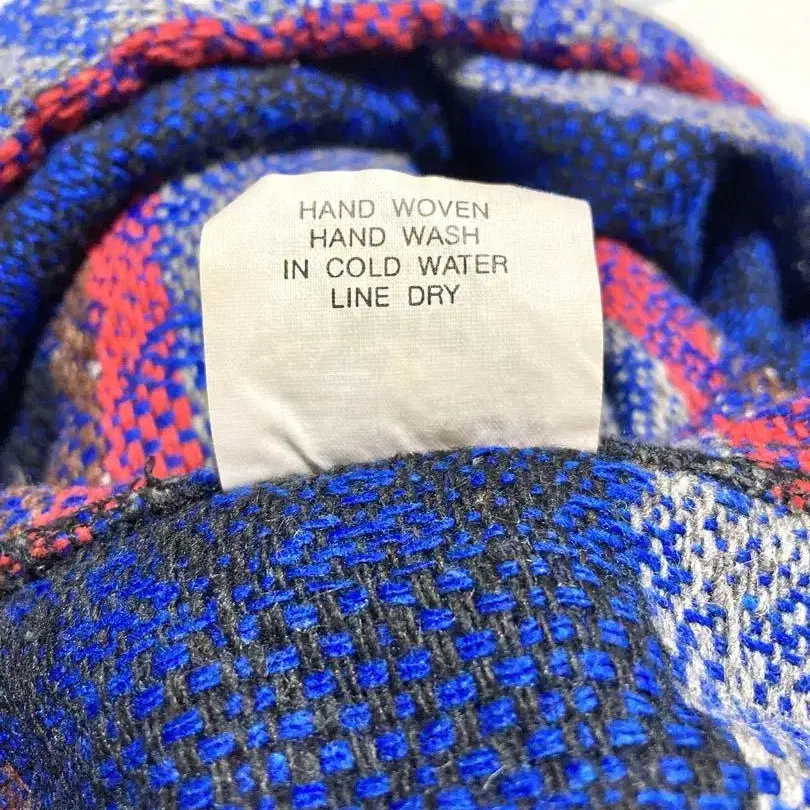 HAND WOVEN
HAND WASH
IN COLD WATER
LINE DRY